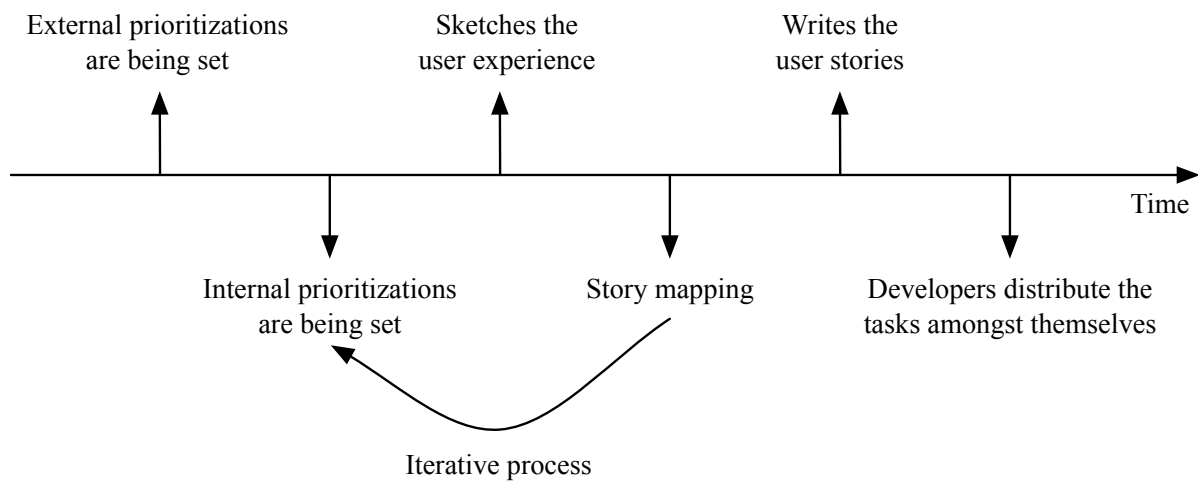 External prioritizations
are being set
Sketches the
user experience
Writes the
user stories
Time
Internal prioritizations
are being set
Story mapping
Developers distribute the
tasks amongst themselves
Iterative process